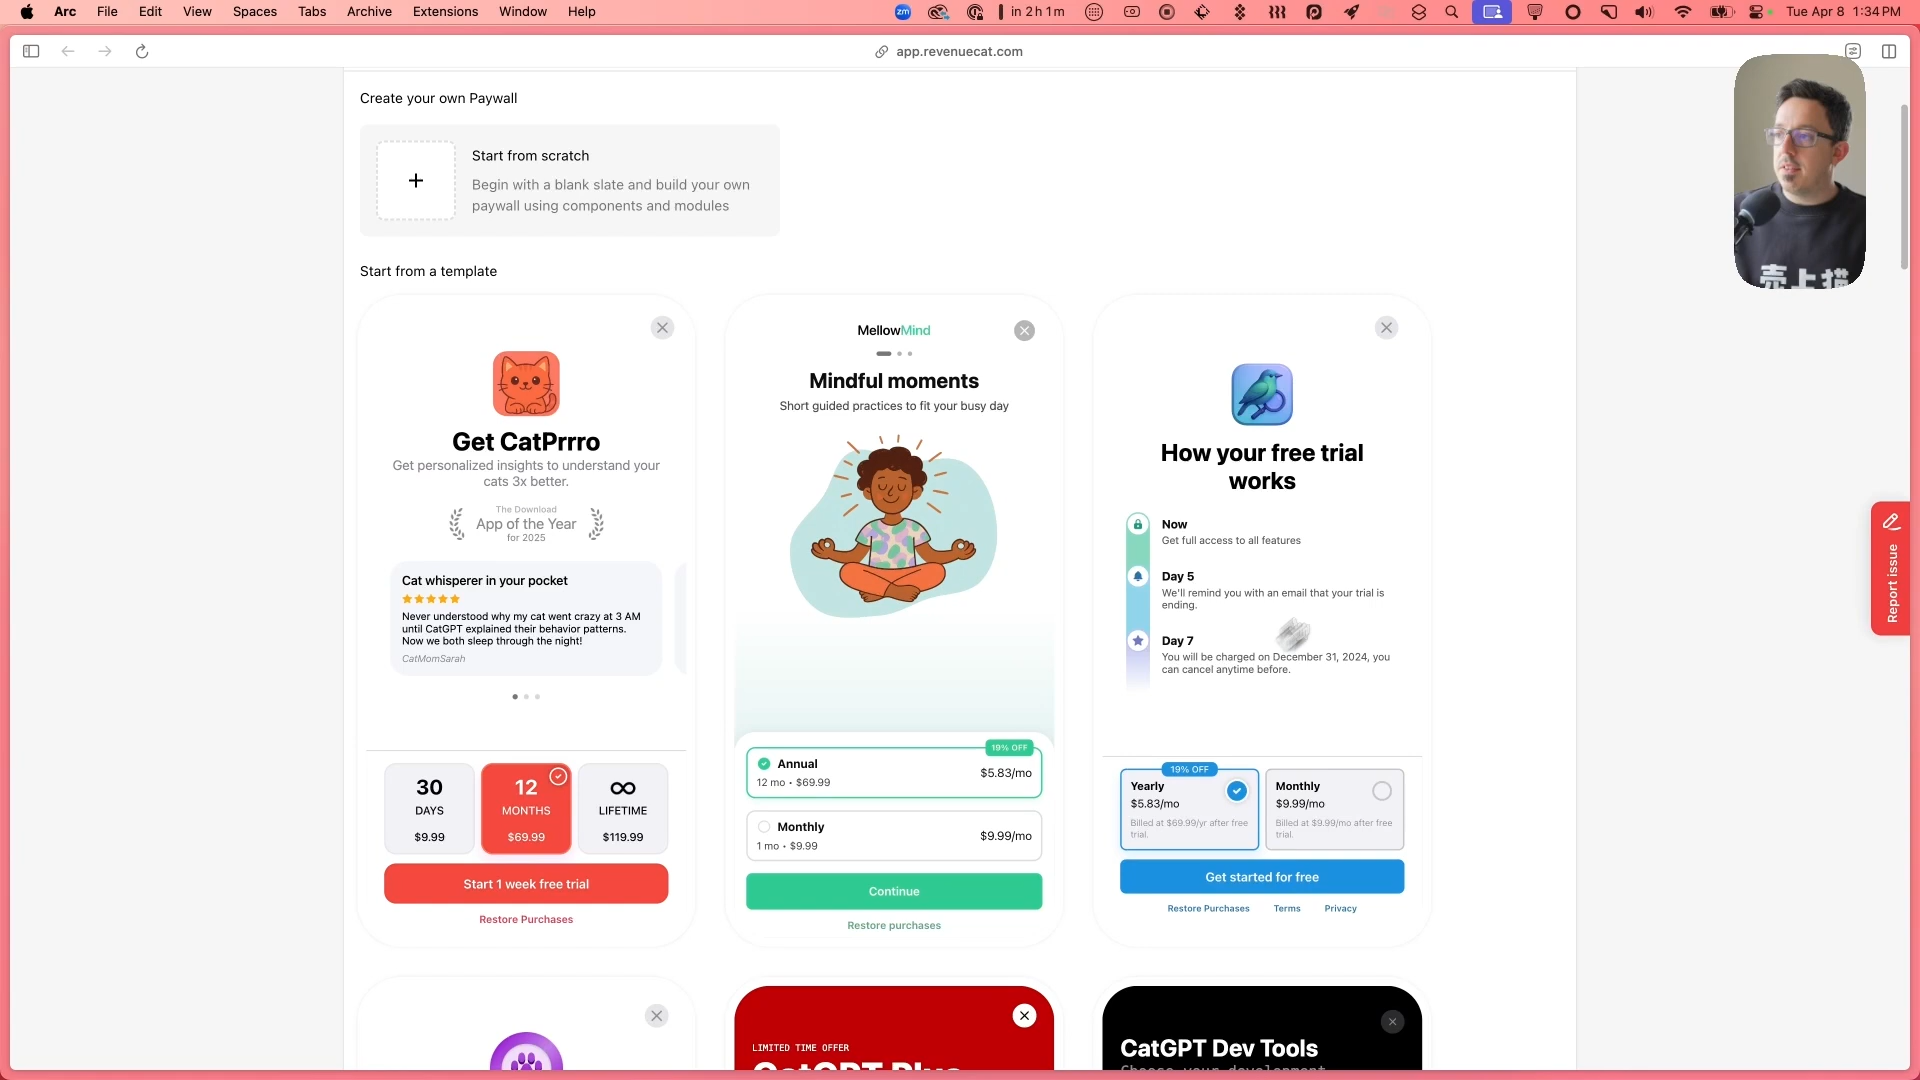 Arc File Edit View Spaces Tabs Archive Extensions Window Help
zm in 2h 1m Tue Apr 8 1:34 PM
app.revenuecat.com
Create your own Paywall
Start from scratch
Begin with a blank slate and build your own
paywall using components and modules
Start from a template
Get CatPrrro
Get personalized insights to understand your
cats 3x better.
The Download
App of the Year
for 2025
Cat whisperer in your pocket
Never understood why my cat went crazy at 3 AM
until CatGPT explained their behavior patterns.
Now we both sleep through the night!
CatMomSarah
30
DAYS
$9.99
12
MONTHS
$69.99
LIFETIME
$119.99
Start 1 week free trial
Restore Purchases
MellowMind
Mindful moments
Short guided practices to fit your busy day
19% OFF
Annual
12 mo • $69.99
$5.83/mo
Monthly
1 mo • $9.99
$9.99/mo
Continue
Restore purchases
How your free trial
works
Now
Get full access to all features
Day 5
We'll remind you with an email that your trial is
ending.
Day 7
You will be charged on December 31, 2024, you
can cancel anytime before.
19% OFF
Yearly
$5.83/mo
Billed at $69.99/yr after free
trial.
Monthly
$9.99/mo
Billed at $9.99/mo after free
trial.
Get started for free
Restore Purchases Terms Privacy
LIMITED TIME OFFER
CatGPT Plus
CatGPT Dev Tools
Choose your development
Report issue
売上猫